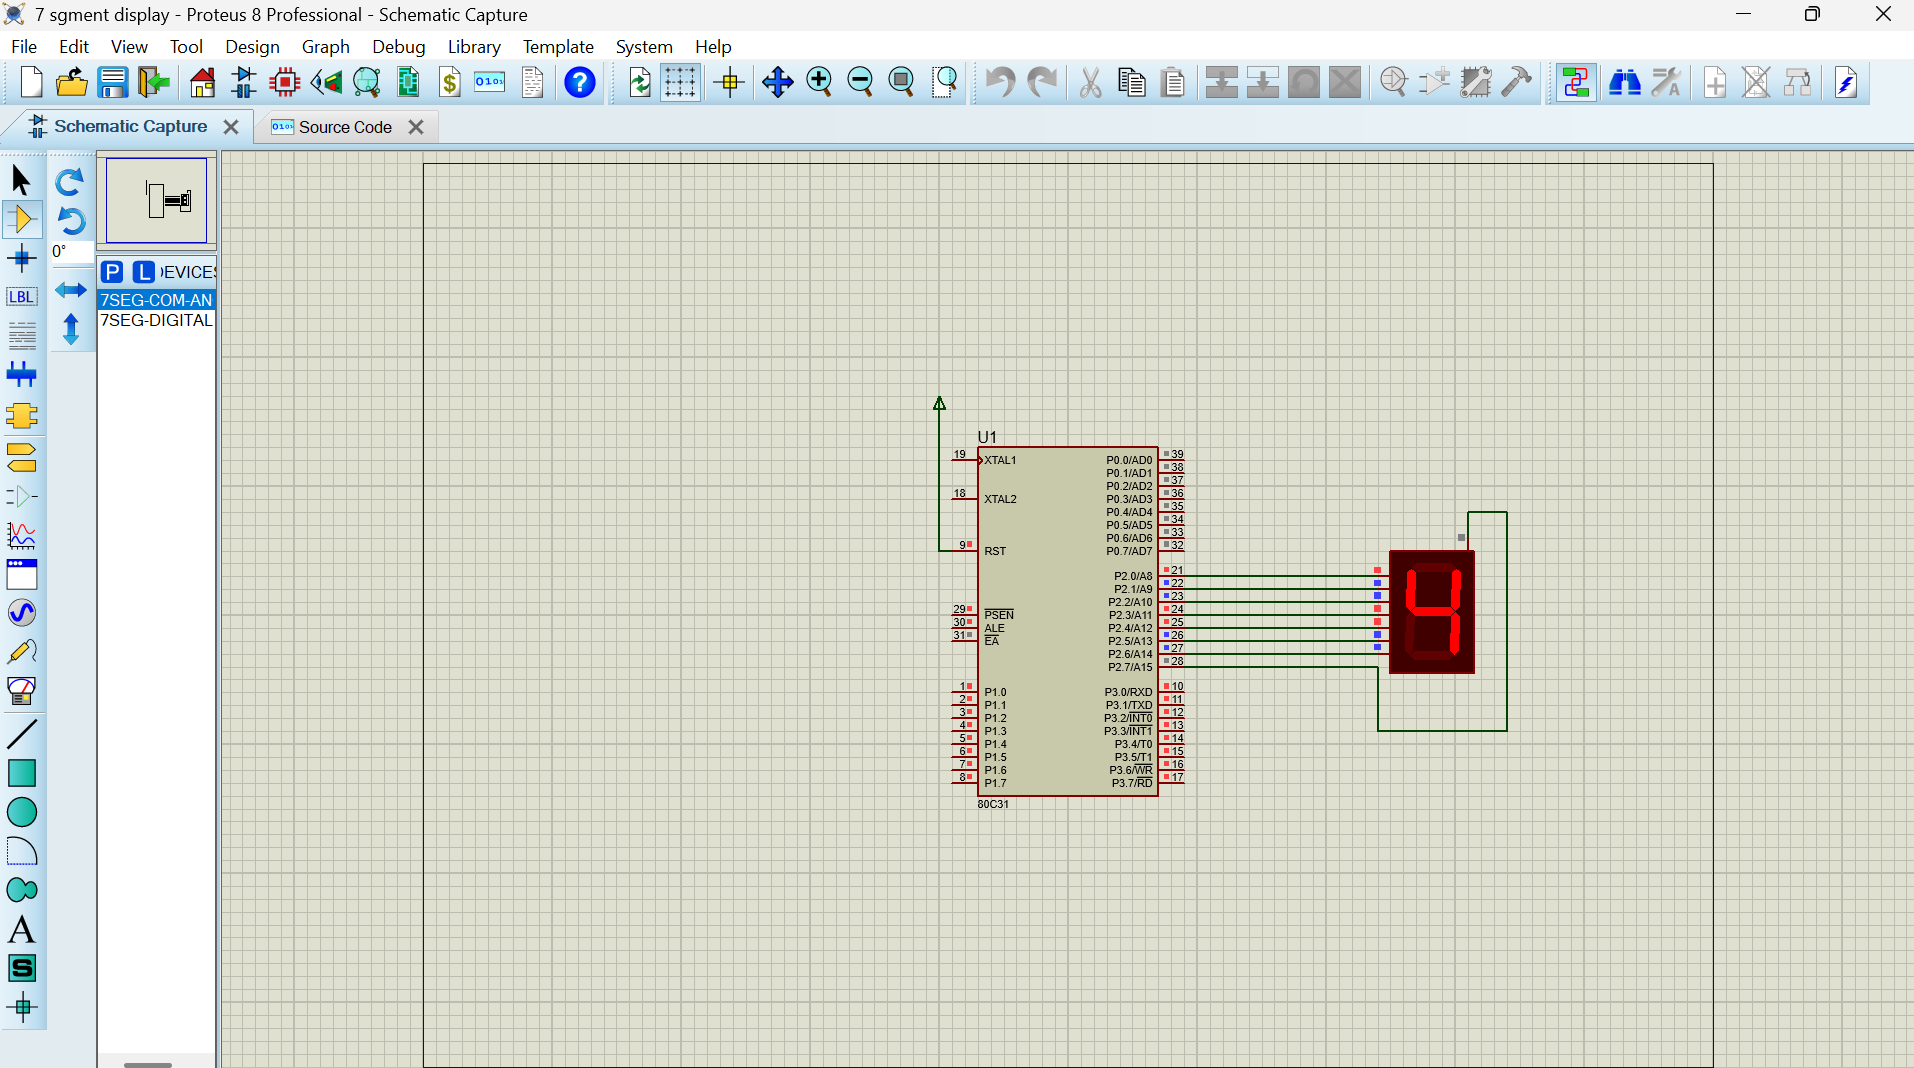 7 sgment display - Proteus 8 Professional - Schematic Capture
File Edit View Tool Design Graph Debug Library Template System Help
Schematic Capture
Source Code
0°
LBL
P L EVICES
7SEG-COM-AN
7SEG-DIGITAL
A
S
U1
19 XTAL1
18 XTAL2
9 RST
29 PSEN
30 ALE
31 EA
1 P1.0
2 P1.1
3 P1.2
4 P1.3
5 P1.4
6 P1.5
7 P1.6
8 P1.7
P0.0/AD0 39
P0.1/AD1 38
P0.2/AD2 37
P0.3/AD3 36
P0.4/AD4 35
P0.5/AD5 34
P0.6/AD6 33
P0.7/AD7 32
P2.0/A8 21
P2.1/A9 22
P2.2/A10 23
P2.3/A11 24
P2.4/A12 25
P2.5/A13 26
P2.6/A14 27
P2.7/A15 28
P3.0/RXD 10
P3.1/TXD 11
P3.2/INT0 12
P3.3/INT1 13
P3.4/T0 14
P3.5/T1 15
P3.6/WR 16
P3.7/RD 17
80C31
4